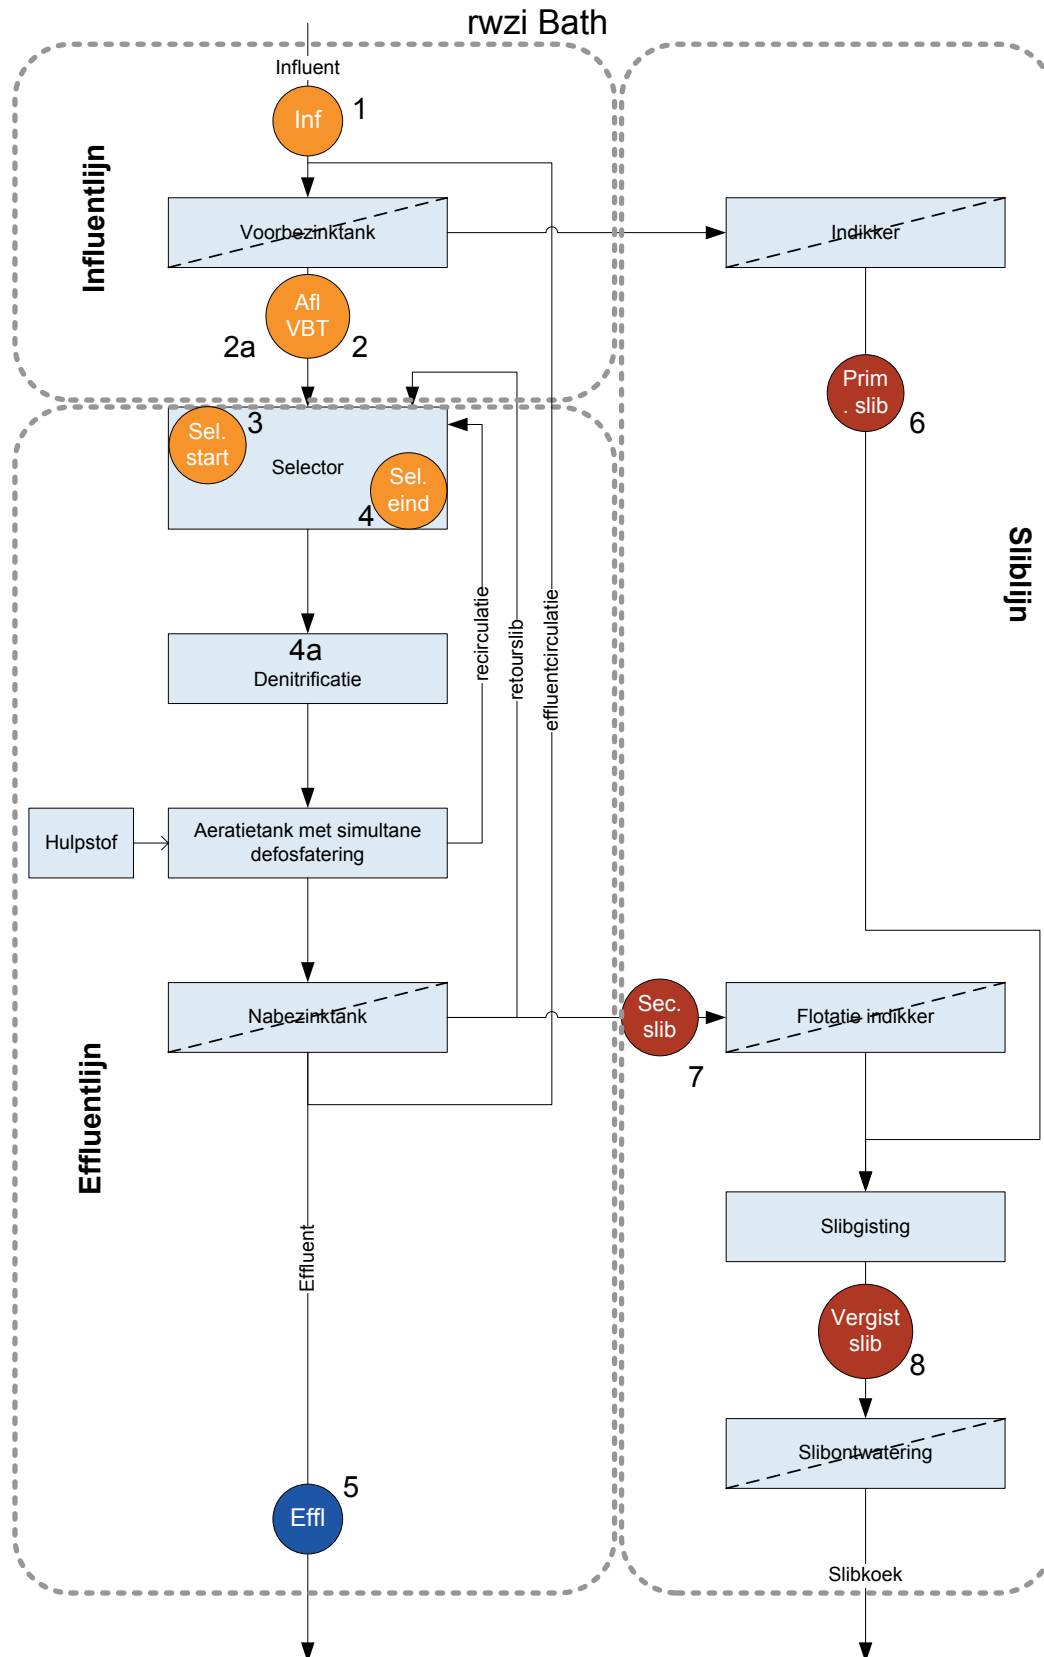 rwzi Bath
Influent
Inf
1
Influentlijn
Voorbezinktank
Indikker
Afl
VBT
2a
2
Prim
. slib
6
Sel.
start
3
Selector
Sel.
eind
4
Sliblijn
recirculatie
retourslib
effluentcirculatie
4a
Denitrificatie
Hulpstof
Aeratietank met simultane
defosfatering
Nabezinktank
Sec.
slib
7
Flotatie indikker
Effluentlijn
Effluent
Slibgisting
Vergist
slib
8
Slibontwatering
5
Effl
Slibkoek